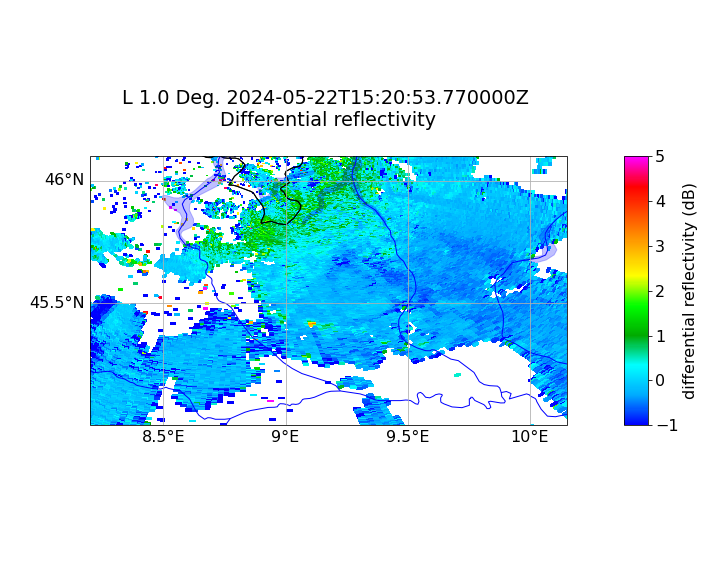 L 1.0 Deg. 2024-05-22T15:20:53.770000Z
Differential reflectivity
46°N
45.5°N
8.5°E
9°E
9.5°E
10°E
5
4
3
2
1
0
−1
differential reflectivity (dB)